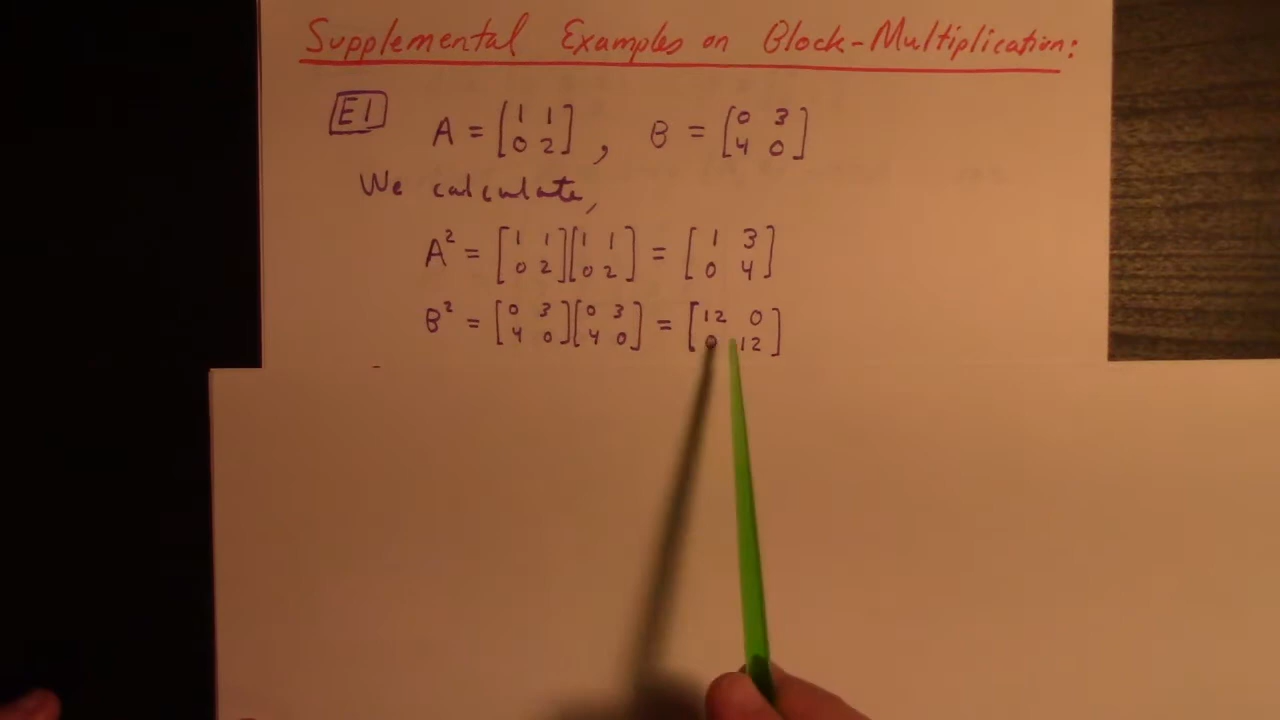 Supplemental Examples on Block-Multiplication:
E1 A = [1 1 0 2], B = [0 3 4 0]
We calculate,
A² = [1 1 0 2][1 1 0 2] = [1 3 0 4]
B² = [0 3 4 0][0 3 4 0] = [12 0 0 12]